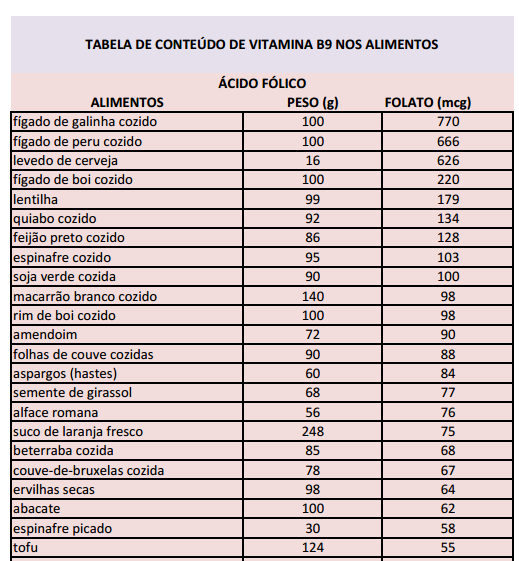 TABELA DE CONTEÚDO DE VITAMINA B9 NOS ALIMENTOS
ÁCIDO FÓLICO
ALIMENTOS PESO (g) FOLATO (mcg)
fígado de galinha cozido 100 770
fígado de peru cozido 100 666
levedo de cerveja 16 626
fígado de boi cozido 100 220
lentilha 99 179
quiabo cozido 92 134
feijão preto cozido 86 128
espinafre cozido 95 103
soja verde cozida 90 100
macarrão branco cozido 140 98
rim de boi cozido 100 98
amendoim 72 90
folhas de couve cozidas 90 88
aspargos (hastes) 60 84
semente de girassol 68 77
alface romana 56 76
suco de laranja fresco 248 75
beterraba cozida 85 68
couve-de-bruxelas cozida 78 67
ervilhas secas 98 64
abacate 100 62
espinafre picado 30 58
tofu 124 55